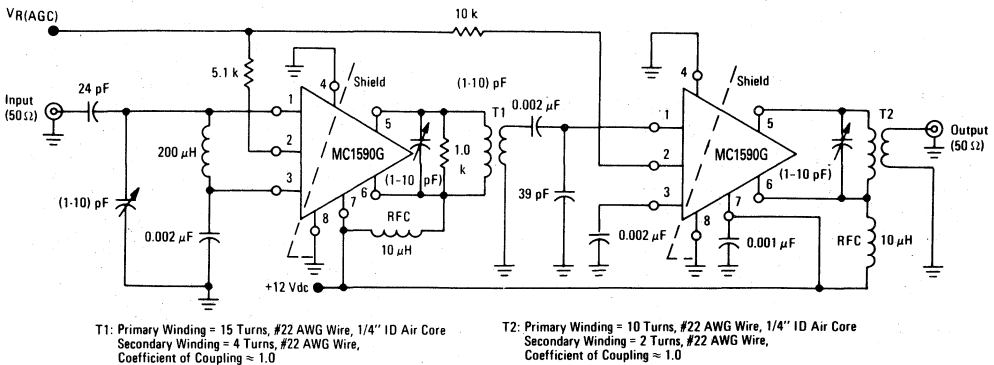 VR(AGC)
10 k
5.1 k
24 pF
Input
(50Ω)
200 μH
(1-10) pF
0.002 μF
+12 Vdc
4
Shield
1
2
3
MC1590G
5
6
7
8
(1-10 pF)
(1-10) pF
1.0
k
RFC
10 μH
T1
0.002 μF
39 pF
0.002 μF
4
Shield
1
2
3
MC1590G
5
6
7
8
(1-10 pF)
0.001 μF
RFC
10 μH
T2
Output
(50Ω)
T1: Primary Winding = 15 Turns, #22 AWG Wire, 1/4" ID Air Core
Secondary Winding = 4 Turns, #22 AWG Wire,
Coefficient of Coupling ≈ 1.0
T2: Primary Winding = 10 Turns, #22 AWG Wire, 1/4" ID Air Core
Secondary Winding = 2 Turns, #22 AWG Wire,
Coefficient of Coupling ≈ 1.0